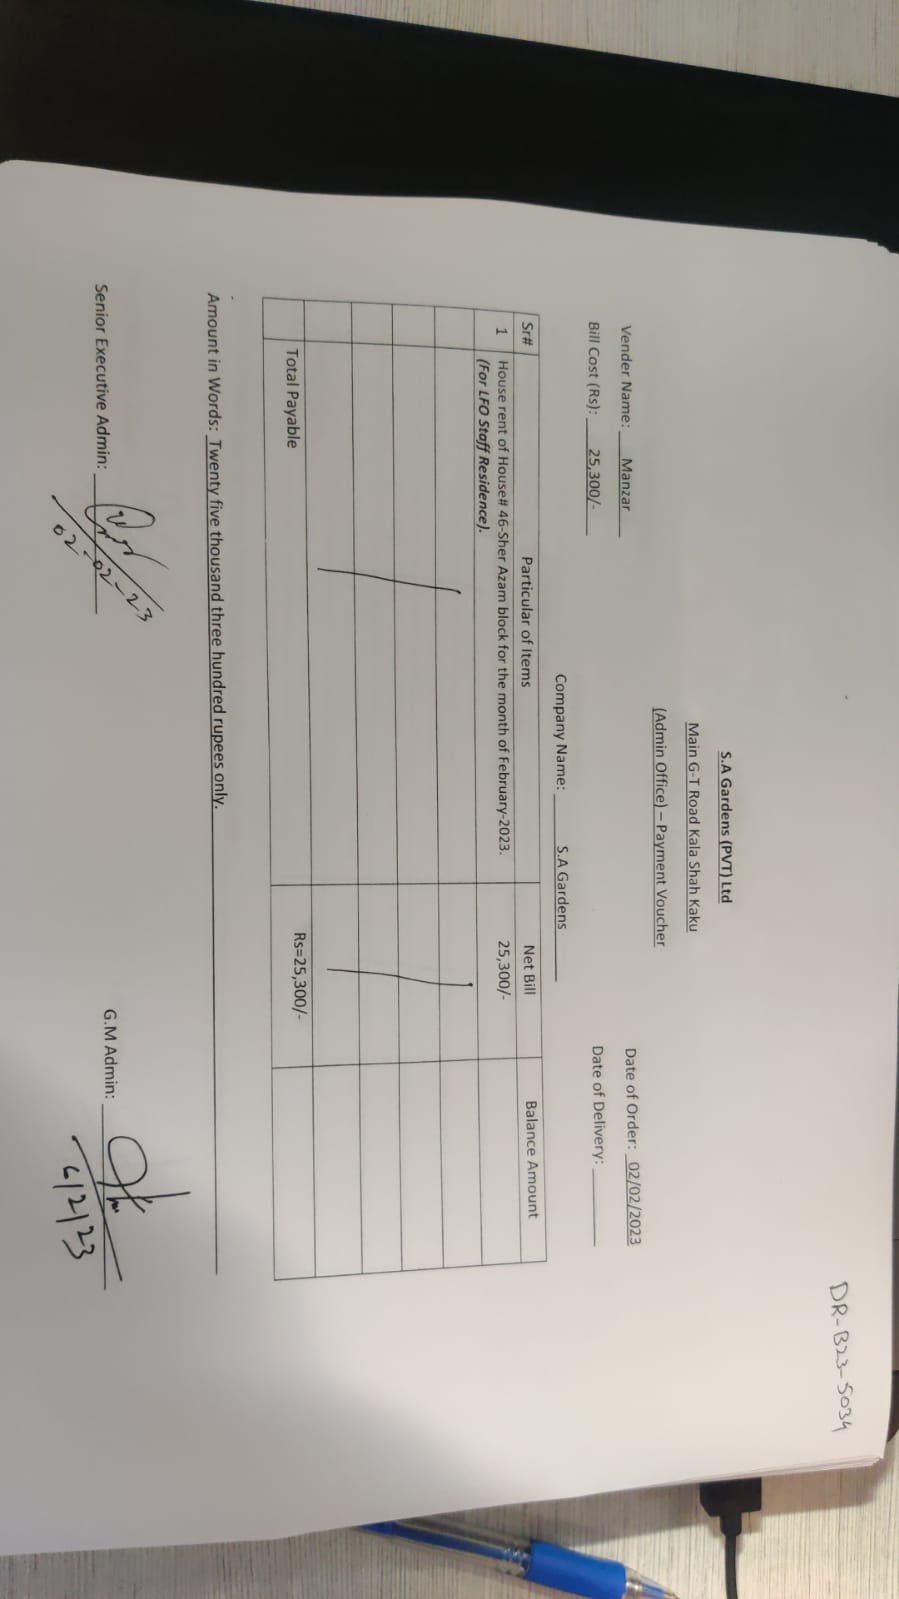 DR-B23-5034
S.A Gardens (PVT) Ltd
Main G-T Road Kala Shah Kaku
(Admin Office) – Payment Voucher
Vender Name: Manzar
Date of Order: 02/02/2023
Bill Cost (Rs): 25,300/-
Date of Delivery:
Company Name: S.A Gardens
Sr# Particular of Items Net Bill Balance Amount
1 House rent of House# 46-Sher Azam block for the month of February-2023. 25,300/-
(For LFO Staff Residence).
Total Payable Rs=25,300/-
Amount in Words: Twenty five thousand three hundred rupees only.
Senior Executive Admin:
G.M Admin:
02-02-23
6/2/23